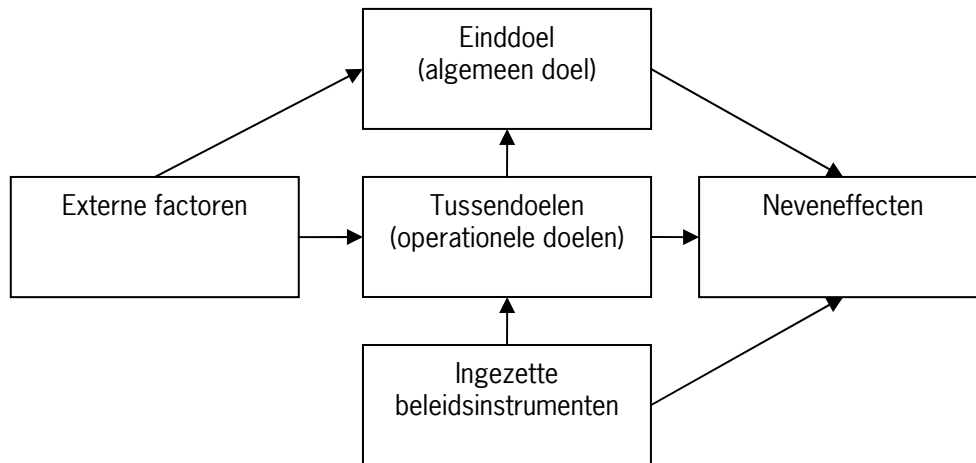 Einddoel
(algemeen doel)
Externe factoren
Tussendoelen
(operationele doelen)
Neveneffecten
Ingezette
beleidsinstrumenten